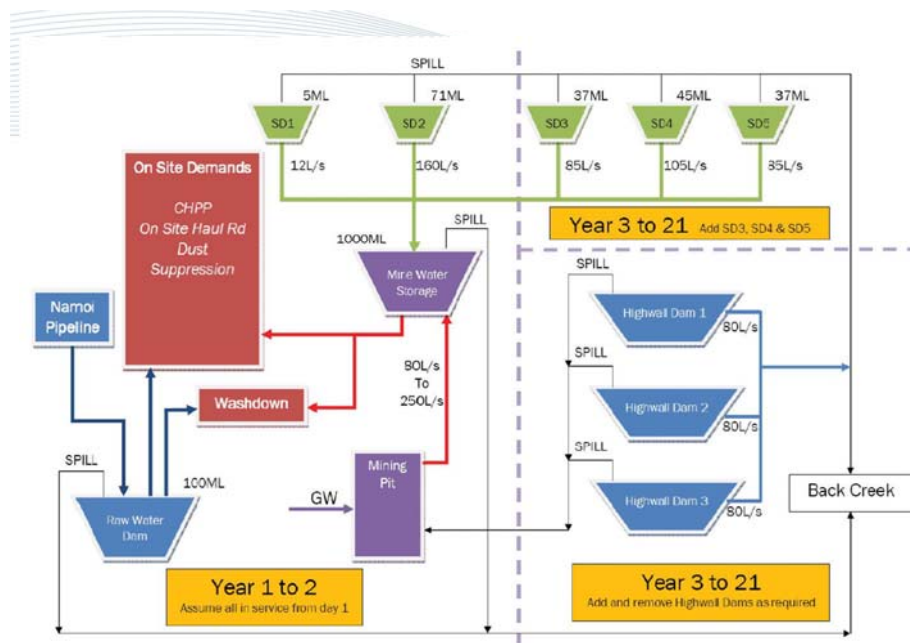 SPILL
5ML
71ML
37ML
45ML
37ML
SD1
SD2
SD3
SD4
SD5
12L/s
160L/s
85L/s
105L/s
85L/s
On Site Demands
CHPP
On Site Haul Rd
Dust
Suppression
SPILL
1000ML
Mine Water
Storage
Year 3 to 21 Add SD3, SD4 & SD5
SPILL
Highwall Dam 1
80L/s
Namoi
Pipeline
80L/s
To
250L/s
Washdown
SPILL
Highwall Dam 2
80L/s
SPILL
100ML
Raw Water
Dam
GW
Mining
Pit
SPILL
Highwall Dam 3
80L/s
Back Creek
Year 1 to 2
Assume all in service from day 1
Year 3 to 21
Add and remove Highwall Dams as required